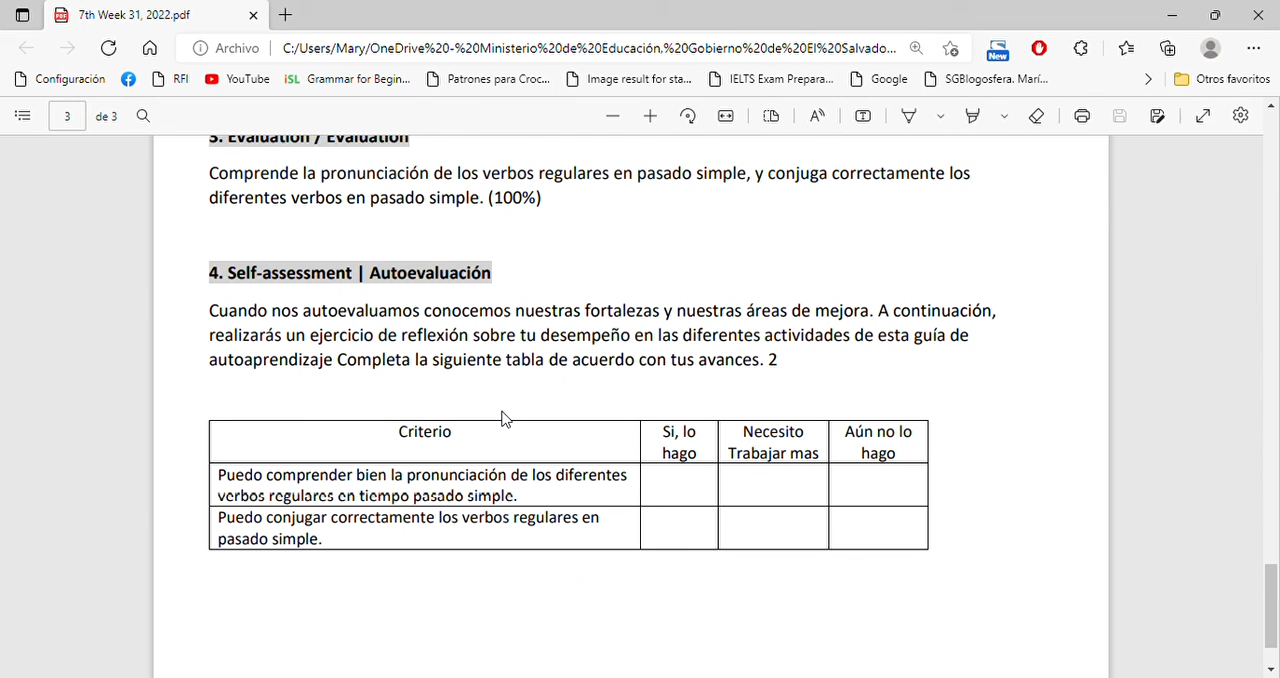 7th Week 31, 2022.pdf
Archivo
C:/Users/Mary/OneDrive%20-%20Ministerio%20de%20Educación,%20Gobierno%20de%20El%20Salvado...
New
Configuración
RFI
YouTube
iSL Grammar for Begin...
Patrones para Croc...
Image result for sta...
IELTS Exam Prepara...
Google
SGBlogosfera. Marí...
Otros favoritos
3 de 3
3. Evaluation / Evaluation
Comprende la pronunciación de los verbos regulares en pasado simple, y conjuga correctamente los
diferentes verbos en pasado simple. (100%)
4. Self-assessment | Autoevaluación
Cuando nos autoevaluamos conocemos nuestras fortalezas y nuestras áreas de mejora. A continuación,
realizarás un ejercicio de reflexión sobre tu desempeño en las diferentes actividades de esta guía de
autoaprendizaje Completa la siguiente tabla de acuerdo con tus avances. 2
Criterio
Si, lo
hago
Necesito
Trabajar mas
Aún no lo
hago
Puedo comprender bien la pronunciación de los diferentes
verbos regulares en tiempo pasado simple.
Puedo conjugar correctamente los verbos regulares en
pasado simple.